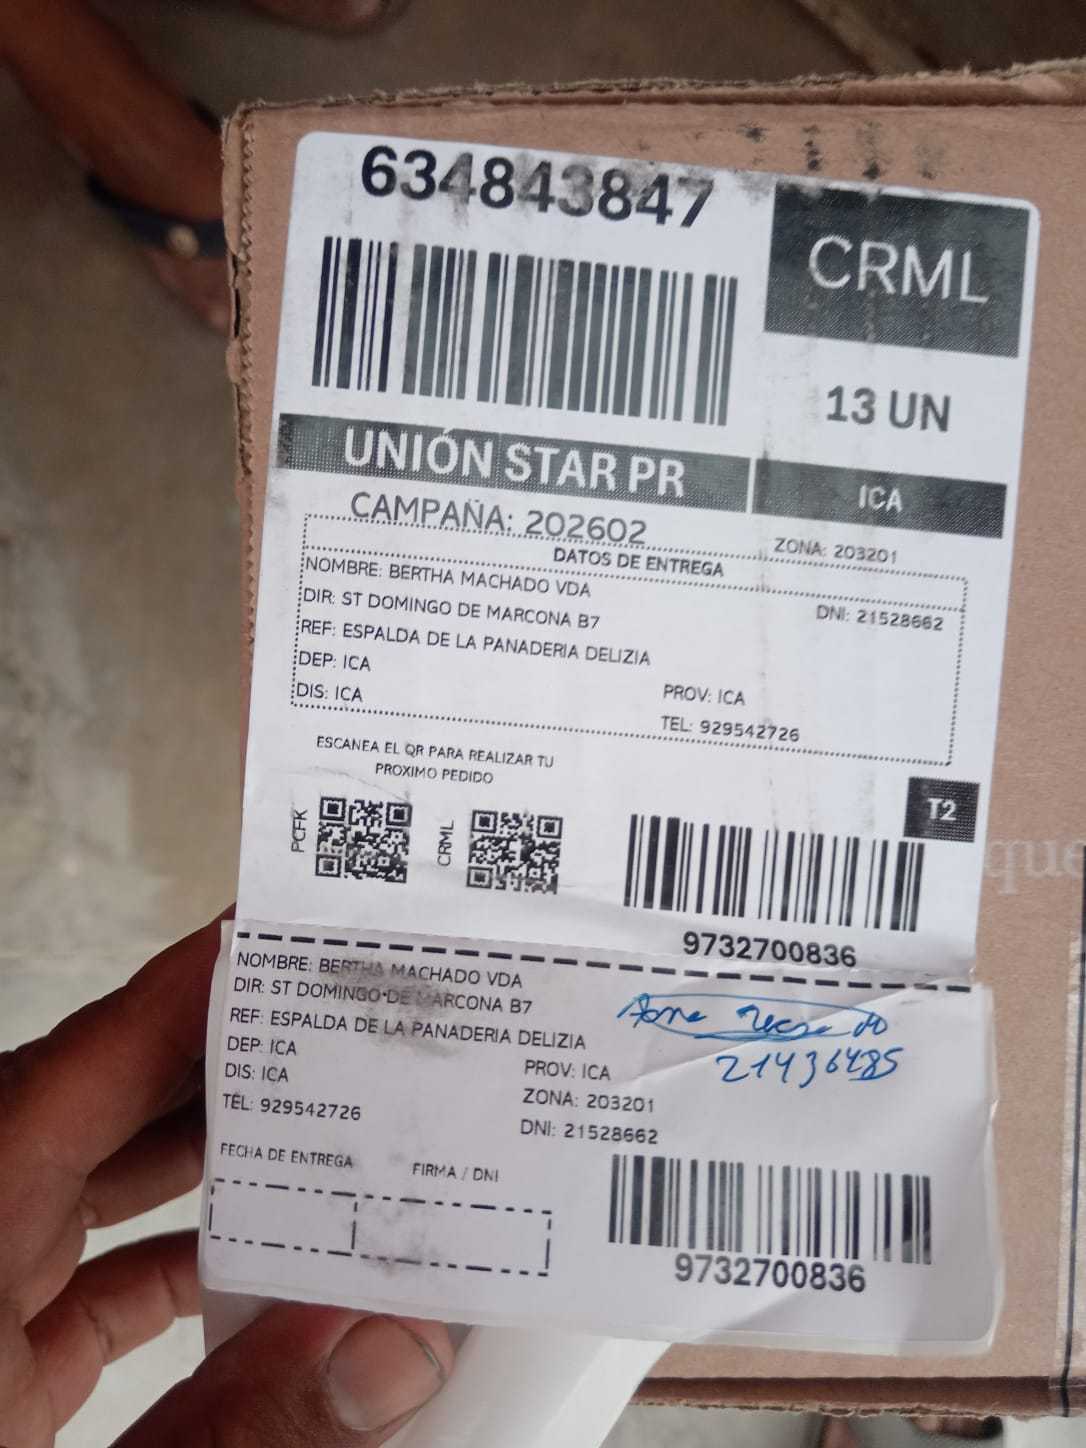 634843847
CRML
13 UN
UNIÓN STAR PR
ICA
CAMPAÑA: 202602
ZONA: 203201
DATOS DE ENTREGA
NOMBRE: BERTHA MACHADO VDA
DNI: 21528662
DIR: ST DOMINGO DE MARCONA B7
REF: ESPALDA DE LA PANADERIA DELIZIA
DEP: ICA
PROV: ICA
DIS: ICA
TEL: 929542726
ESCANEA EL QR PARA REALIZAR TU
PROXIMO PEDIDO
T2
PCFK
CRML
9732700836
NOMBRE: BERTHA MACHADO VDA
DIR: ST DOMINGO DE MARCONA B7
REF: ESPALDA DE LA PANADERIA DELIZIA
21436485
DEP: ICA
PROV: ICA
DIS: ICA
ZONA: 203201
TEL: 929542726
DNI: 21528662
FECHA DE ENTREGA
FIRMA / DNI
9732700836